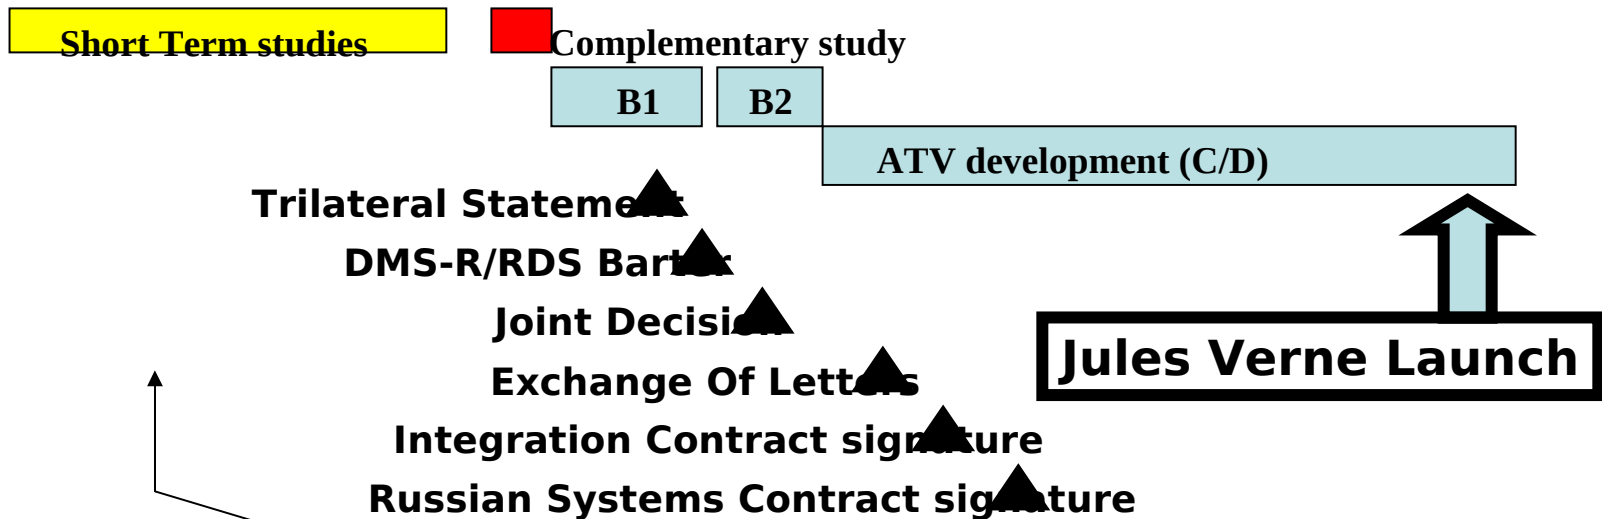 Short Term studies
Complementary study
B1
B2
ATV development (C/D)
Trilateral Statement
DMS-R/RDS Barter
Joint Decision
Exchange Of Letters
Jules Verne Launch
Integration Contract signature
Russian Systems Contract signature